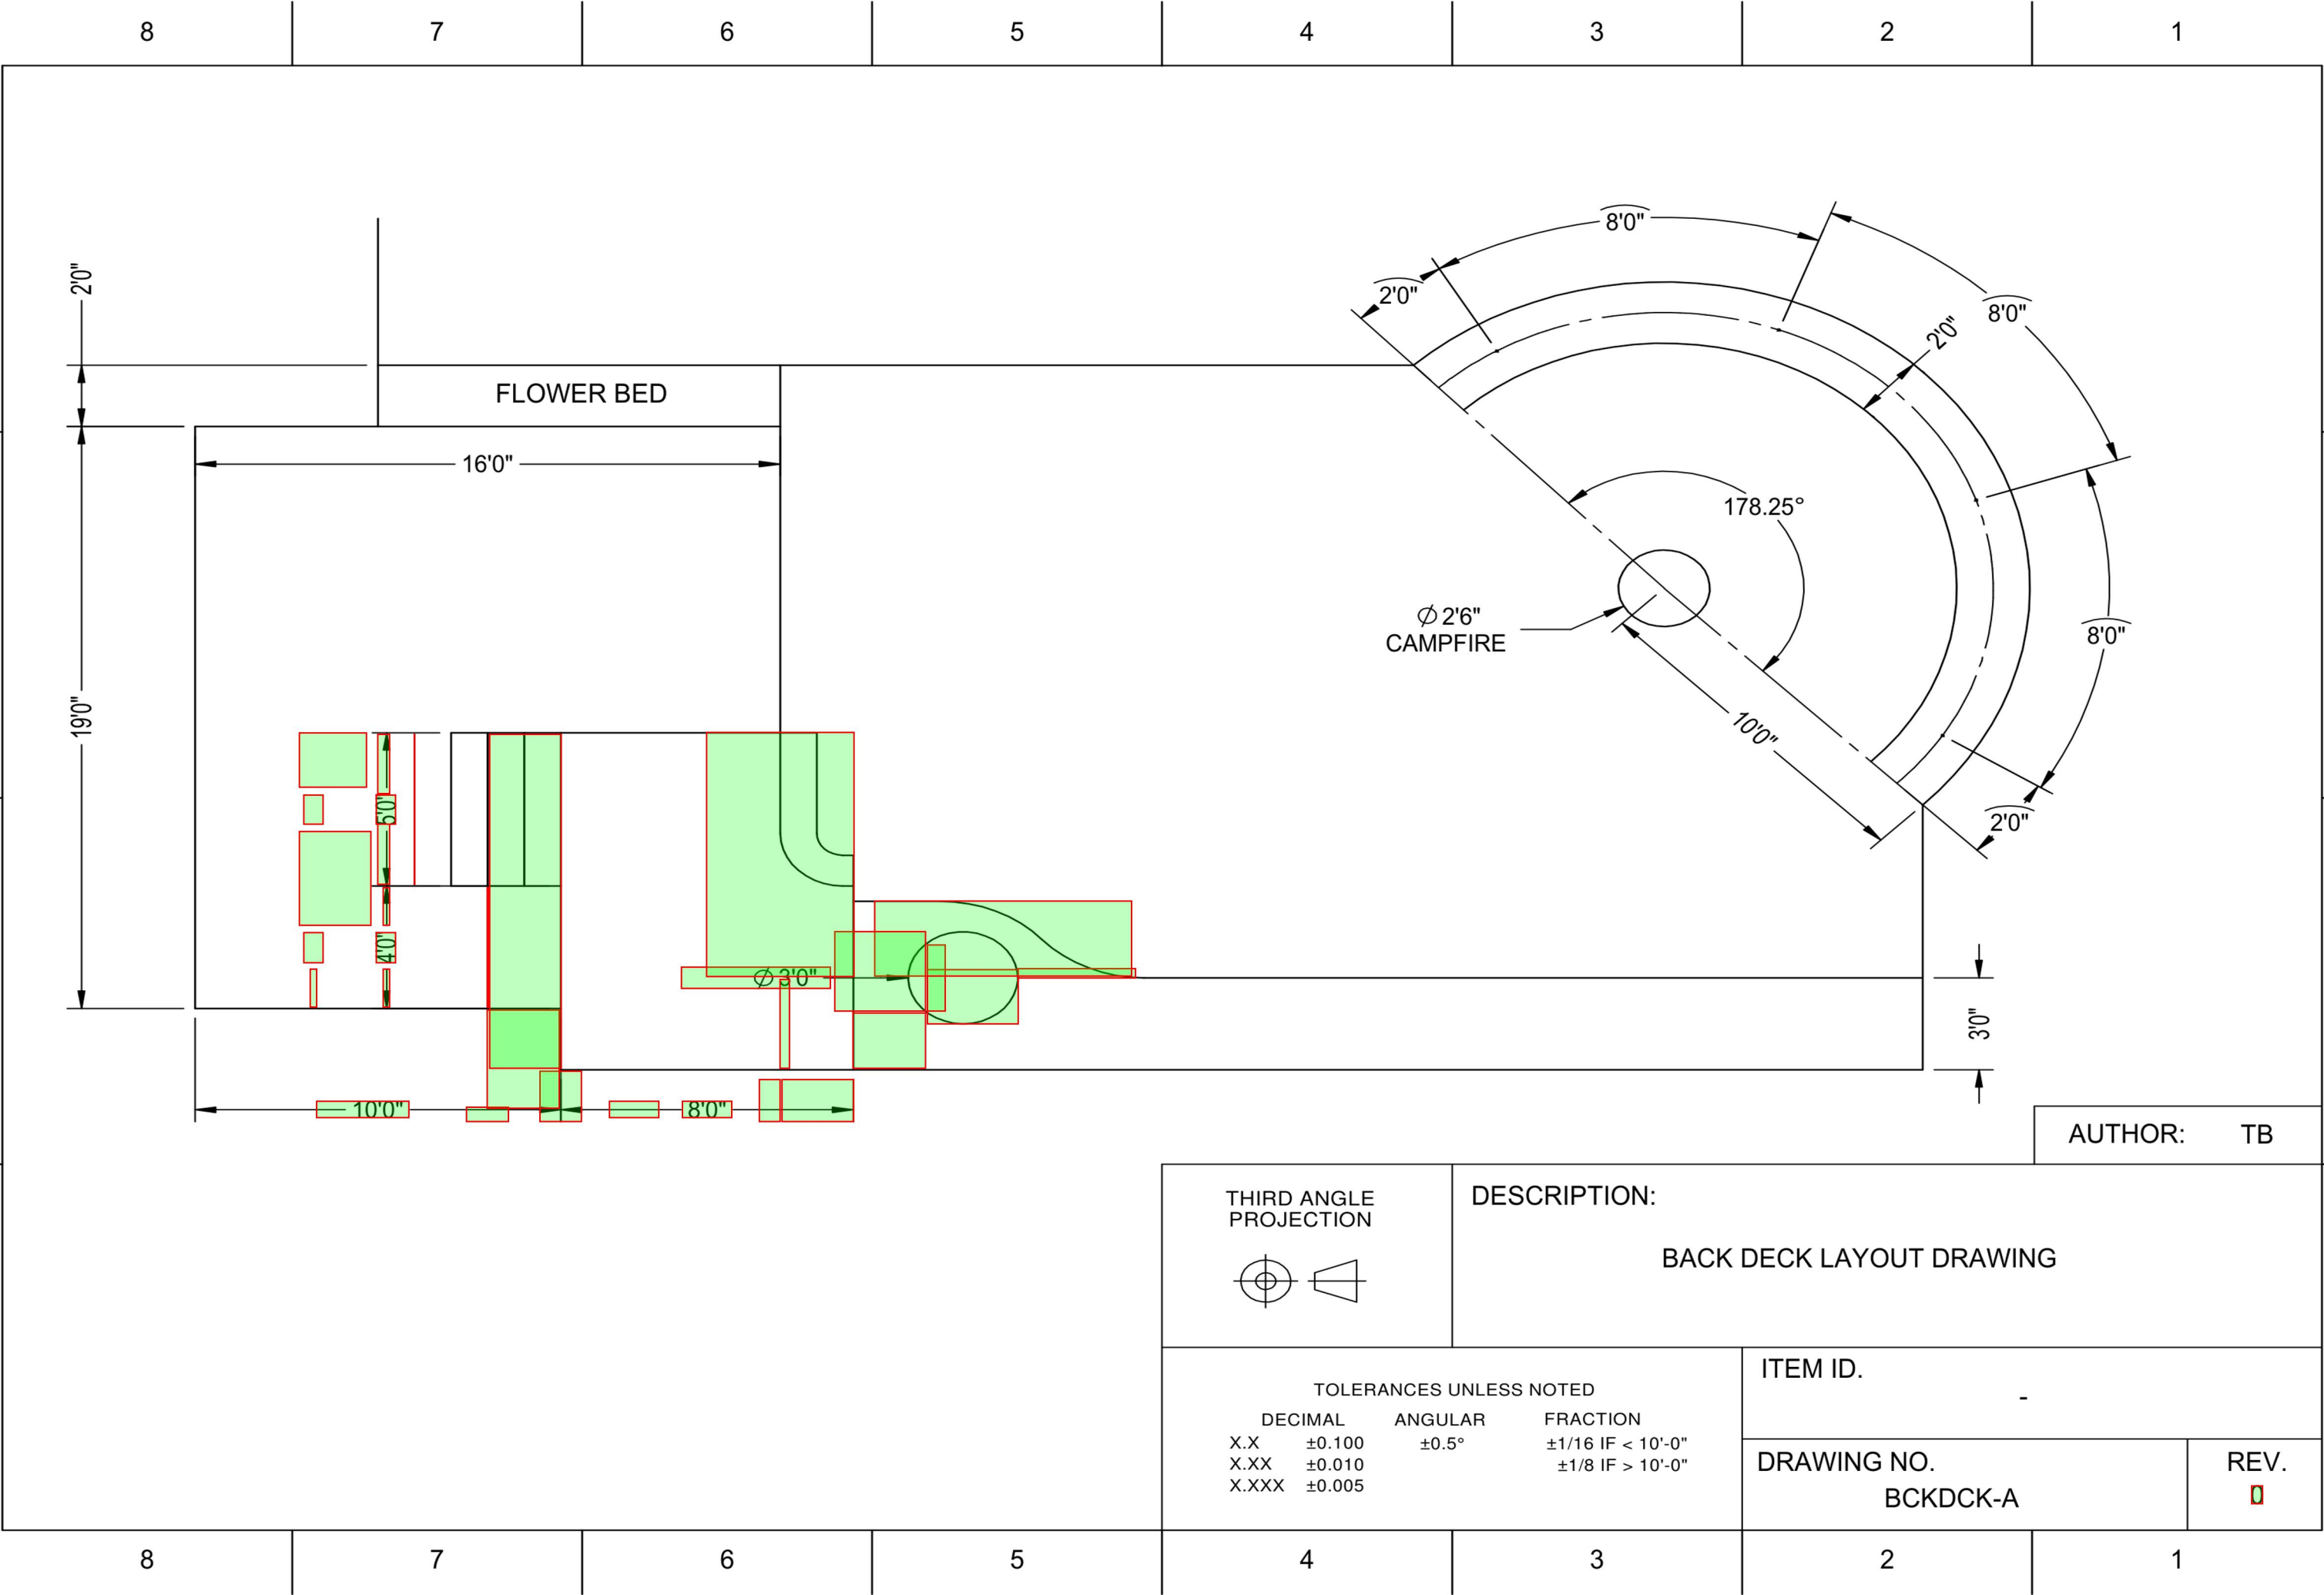 8 7 6 5 4 3 2 1
8'0"
2'0"
2'0"
8'0"
2'0"
FLOWER BED
16'0"
178.25°
Ø 2'6"
CAMPFIRE
8'0"
19'0"
10'0"
5'0"
2'0"
4'0"
Ø 3'0"
3'0"
10'0"
8'0"
AUTHOR: TB
THIRD ANGLE
PROJECTION
DESCRIPTION:
BACK DECK LAYOUT DRAWING
TOLERANCES UNLESS NOTED
DECIMAL ANGULAR FRACTION
X.X ±0.100 ±0.5° ±1/16 IF < 10'-0"
X.XX ±0.010 ±1/8 IF > 10'-0"
X.XXX ±0.005
ITEM ID.
-
DRAWING NO.
BCKDCK-A
REV.
0
8 7 6 5 4 3 2 1